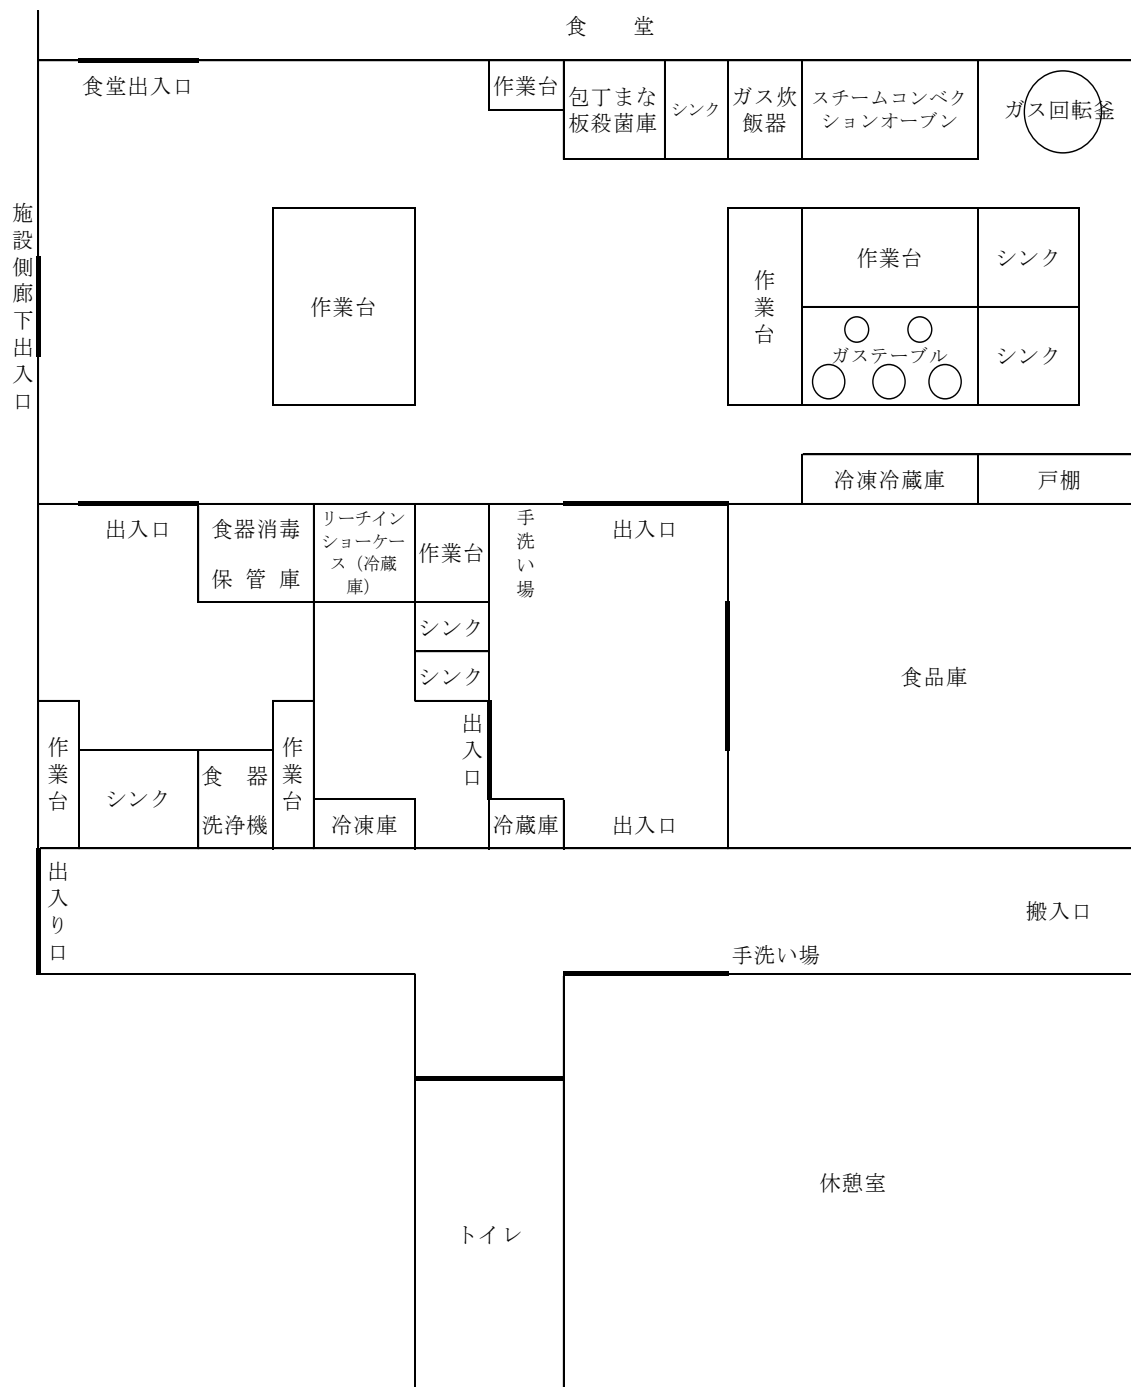 食　堂
食堂出入口
作業台
包丁まな
板殺菌庫
シンク
ガス炊
飯器
スチームコンベク
ションオーブン
ガス回転釜
施設側廊下出入口
作業台
作業台
作業台
シンク
ガステーブル
シンク
冷凍冷蔵庫
戸棚
出入口
食器消毒
保管庫
リーチイン
ショーケー
ス（冷蔵
庫）
作業台
手洗い場
出入口
シンク
シンク
食品庫
出入口
作業台
シンク
食　器
洗浄機
作業台
冷凍庫
冷蔵庫
出入口
出入り口
搬入口
手洗い場
休憩室
トイレ